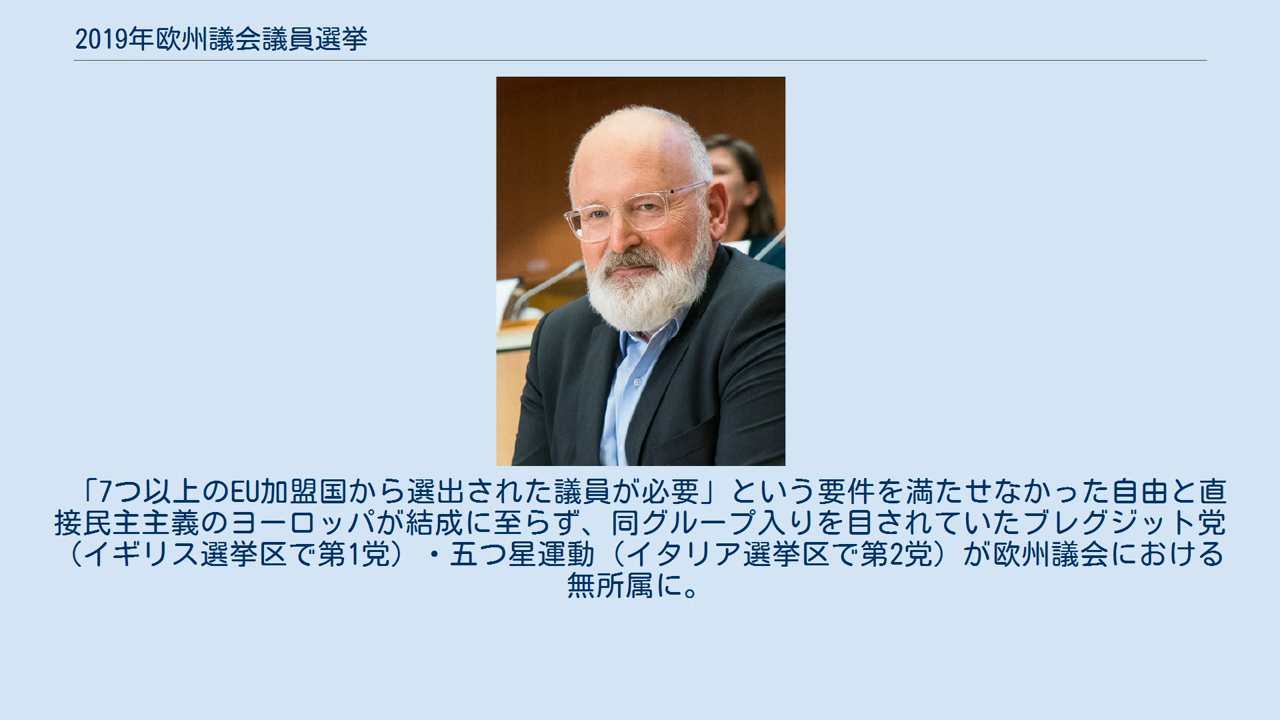 2019年欧州議会議員選挙
「7つ以上のEU加盟国から選出された議員が必要」という要件を満たせなかった自由と直
接民主主義のヨーロッパが結成に至らず、同グループ入りを目されていたブレグジット党
（イギリス選挙区で第1党）・五つ星運動（イタリア選挙区で第2党）が欧州議会における
無所属に。